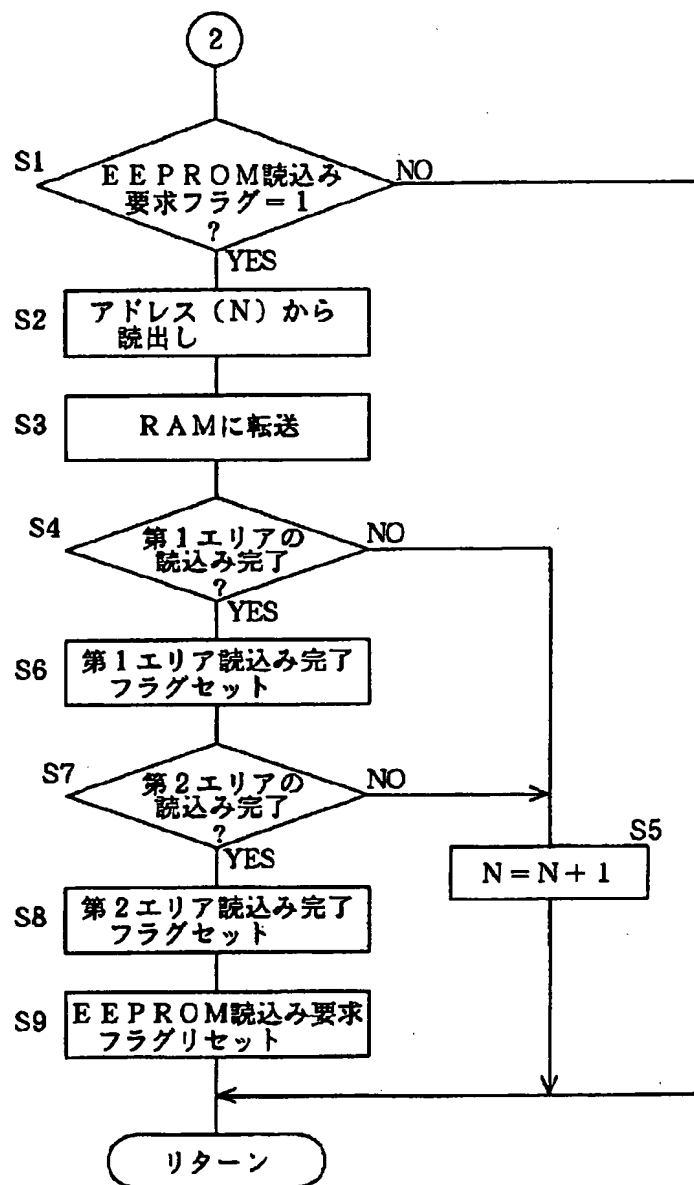 2
S1
EEPROM読込み
要求フラグ=1
?
NO
YES
S2
アドレス(N)から
読出し
S3
RAMに転送
S4
第1エリアの
読込み完了
?
NO
YES
S6
第1エリア読込み完了
フラグセット
S7
第2エリアの
読込み完了
?
NO
YES
S5
N=N+1
S8
第2エリア読込み完了
フラグセット
S9
EEPROM読込み要求
フラグリセット
リターン